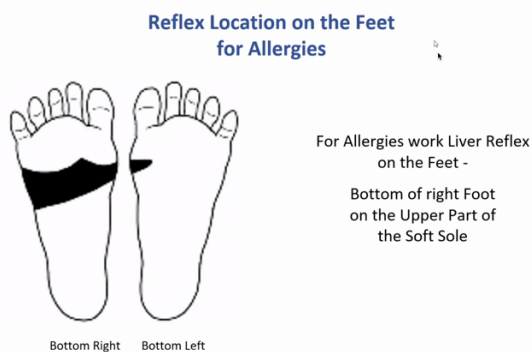 Reflex Location on the Feet
for Allergies
For Allergies work Liver Reflex
on the Feet -
Bottom of right Foot
on the Upper Part of
the Soft Sole
Bottom Right
Bottom Left